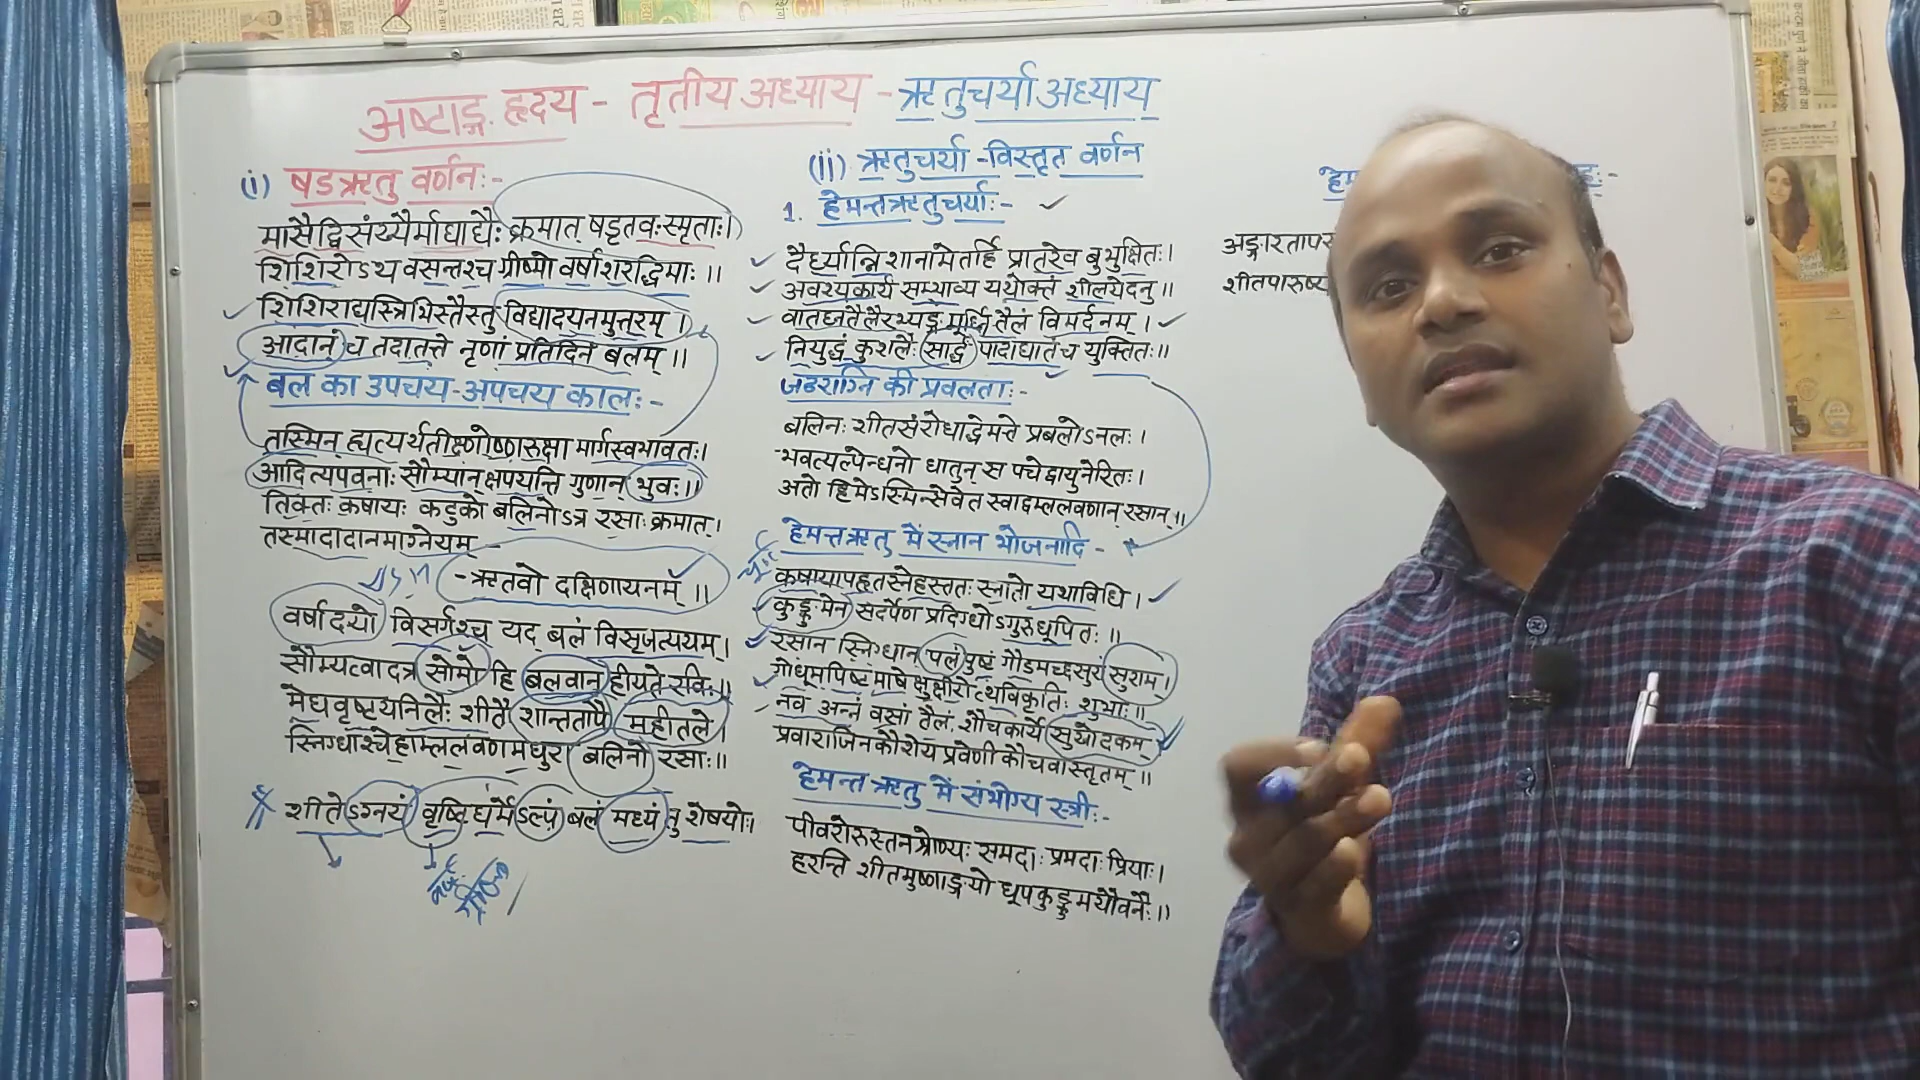 अष्टाङ्ग हृदय - तृतीय अध्याय - ऋतुचर्या अध्याय
(i) षडऋतु वर्णनः-
मासैर्द्विसंख्यैर्माघाद्यैः क्रमात् षडृतवः स्मृताः।
शिशिरोऽथ वसन्तश्च ग्रीष्मो वर्षाशरद्धिमाः ।।
शिशिराद्यस्त्रिभिस्तैस्तु विद्यादयनमुत्तरम् ।
आदानं च तदातत्ते नृणां प्रतिदिनं बलम् ।।
बल का उपचय-अपचय कालः-
तस्मिन् ह्यत्यर्थतीक्ष्णोष्णरुक्षा मार्गस्वभावतः।
आदित्यपवनाः सौम्यान् क्षपयन्ति गुणान् भुवः।।
तिक्तः कषायः कटुको बलिनोऽत्र रसाः क्रमात्।
तस्मादादानमाग्नेयम्
- ऋतवो दक्षिणायनम् ।।
वर्षादयो विसर्गश्च यद् बलं विसृजत्ययम्।
सौम्यत्वादत्र सोमो हि बलवान् हीयते रविः।।
मेघवृष्ट्यनिलैः शीतै शान्ततापै महीतले।
स्निग्धाश्चेहाम्ललवणमधुरा बलिनो रसाः।।
शीतेऽग्नयं वृष्टिघर्मेऽल्पं बलं मध्यं तु शेषयोः।
(ii) ऋतुचर्या - विस्तृत वर्णन
1. हेमन्तऋतुचर्याः-
दैर्ध्यान्निशानामेतर्हि प्रातरेव बुभुक्षितः।
अवश्यकार्य सम्भाव्य यथोक्तं शीलयेदनु ।।
वातघ्नतैलैरभ्यङ्ग मूर्ध्नि तैलं विमर्दनम् ।
नियुद्धं कुशलैः सार्द्ध पादाघातं च युक्तितः।।
जठराग्नि की प्रबलताः-
बलिनः शीतसंरोधाद्धेमन्ते प्रबलोऽनलः ।
भवत्यल्पेन्धनो धातुन् स पचेद्वायुनेरितः।
अतो हिमेऽस्मिन्सेवेत स्वाद्वम्ललवणान् रसान्।।
हेमन्तऋतु में स्नान भोजनादि -
कषायापहृतस्नेहस्ततः स्नातो यथाविधि।
कुङ्कुमेन सदर्पेण प्रदिग्धोऽगुरुधूपितः ।।
रसान स्निग्धान् पलं पुष्टं गौडमच्छसुरां सुराम्।
गोधूमपिष्टमाषेक्षुक्षीरोत्थविकृतिः शुभाः।।
नवं अन्नं वसां तैलं, शौचकार्ये सुखोदकम्
प्रवाराजिनकौशेय प्रवेणीकौचवास्तृतम् ।।
हेमन्त ऋतु में संभोग्य स्त्रीः-
पीवरोरुस्तनश्रोण्यः समदाः प्रमदाः प्रियाः।
हरन्ति शीतमुष्णाङ्गयो धूपकुङ्कुमयौवनैः।।
अङ्गारताप
शीतपारुष्य